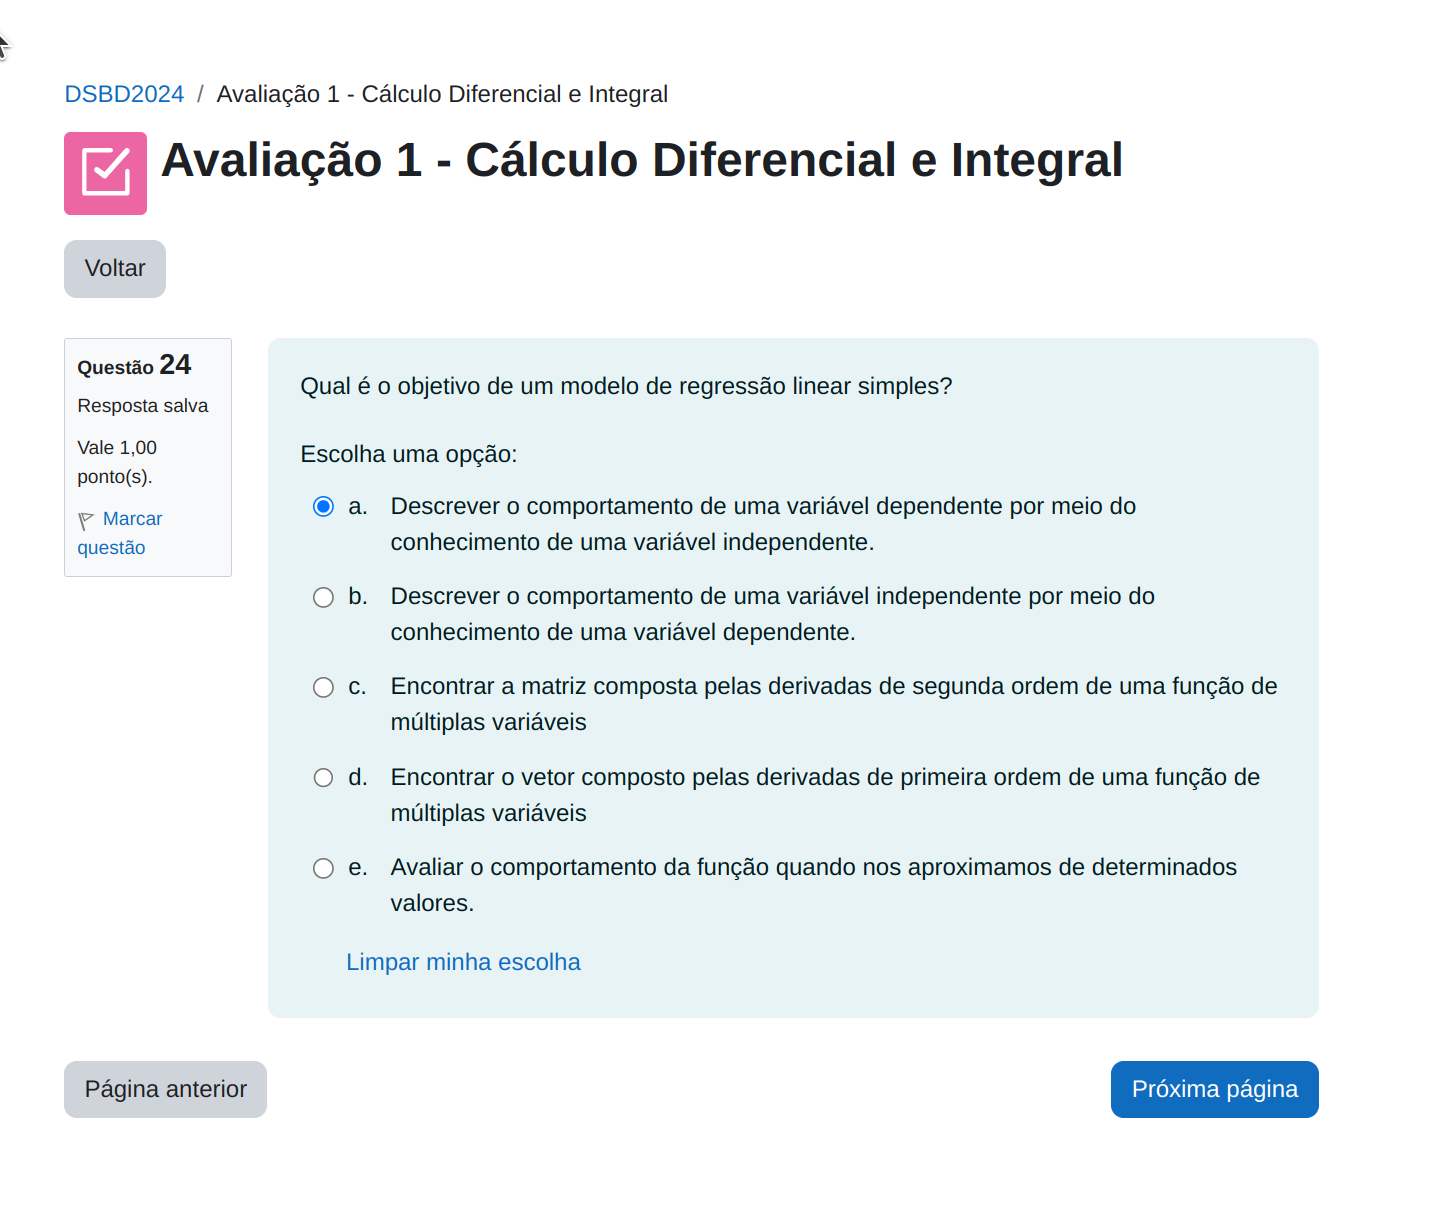 DSBD2024 / Avaliação 1 - Cálculo Diferencial e Integral
Avaliação 1 - Cálculo Diferencial e Integral
Voltar
Questão 24
Resposta salva
Vale 1,00
ponto(s).
Marcar
questão
Qual é o objetivo de um modelo de regressão linear simples?
Escolha uma opção:
a. Descrever o comportamento de uma variável dependente por meio do
conhecimento de uma variável independente.
b. Descrever o comportamento de uma variável independente por meio do
conhecimento de uma variável dependente.
c. Encontrar a matriz composta pelas derivadas de segunda ordem de uma função de
múltiplas variáveis
d. Encontrar o vetor composto pelas derivadas de primeira ordem de uma função de
múltiplas variáveis
e. Avaliar o comportamento da função quando nos aproximamos de determinados
valores.
Limpar minha escolha
Página anterior
Próxima página